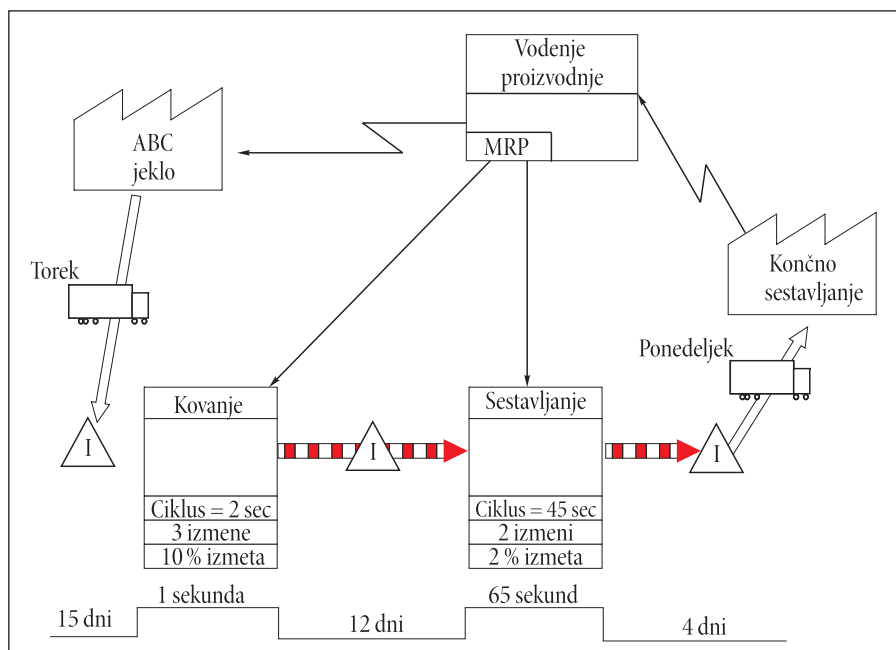 Vodenje
proizvodnje
MRP
ABC
jeklo
Torek
Končno
sestavljanje
Ponedeljek
Kovanje
Sestavljanje
I
I
I
Ciklus = 2 sec
3 izmene
10 % izmeta
Ciklus = 45 sec
2 izmeni
2 % izmeta
1 sekunda
65 sekund
15 dni
12 dni
4 dni